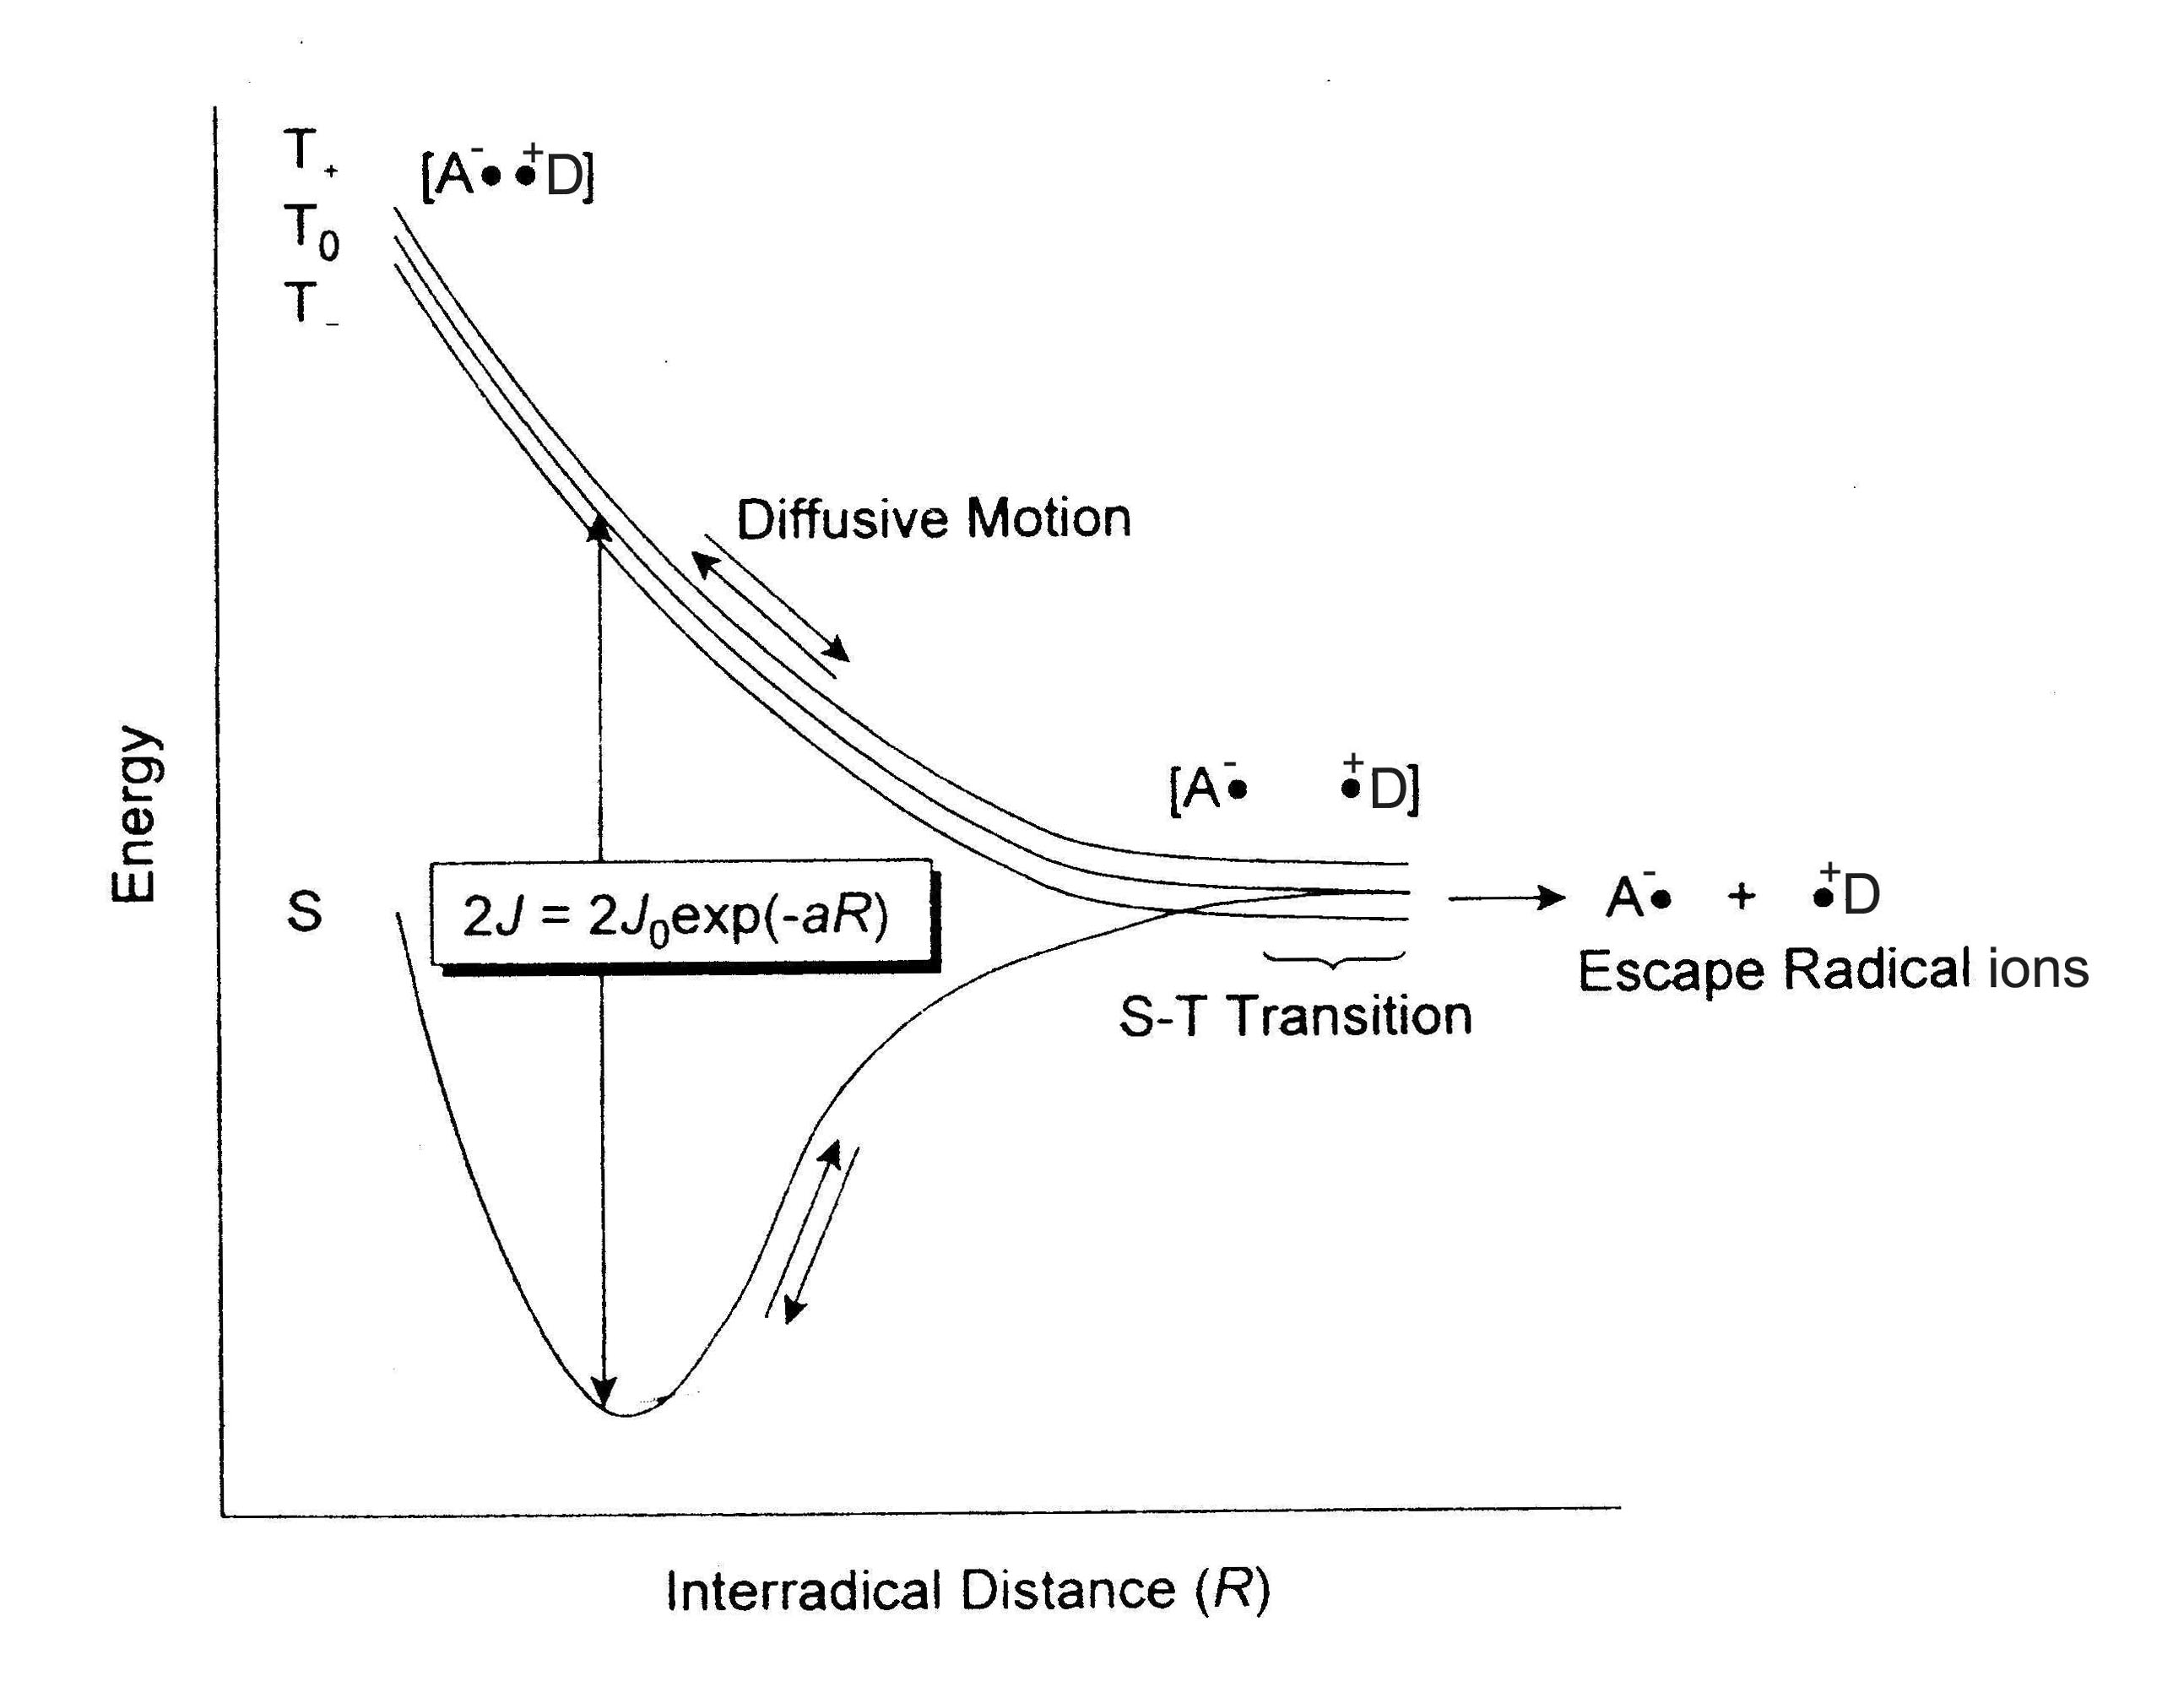 T₊
[A⁻• •⁺D]
T₀
T₋
Diffusive Motion
[A⁻• •⁺D]
Energy
S
2J = 2J₀exp(-aR)
A⁻• + •⁺D
Escape Radical ions
S-T Transition
Interradical Distance (R)